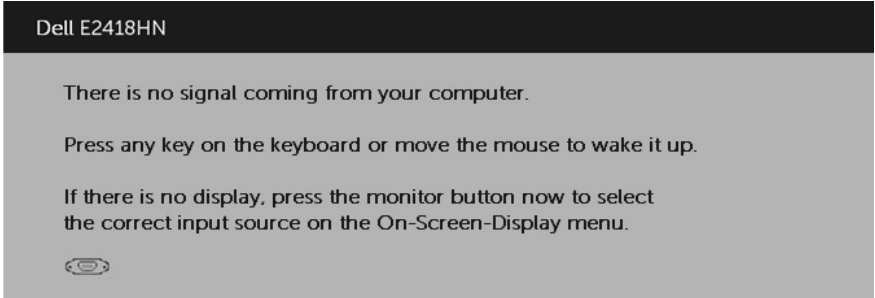 Dell E2418HN
There is no signal coming from your computer.
Press any key on the keyboard or move the mouse to wake it up.
If there is no display, press the monitor button now to select
the correct input source on the On-Screen-Display menu.